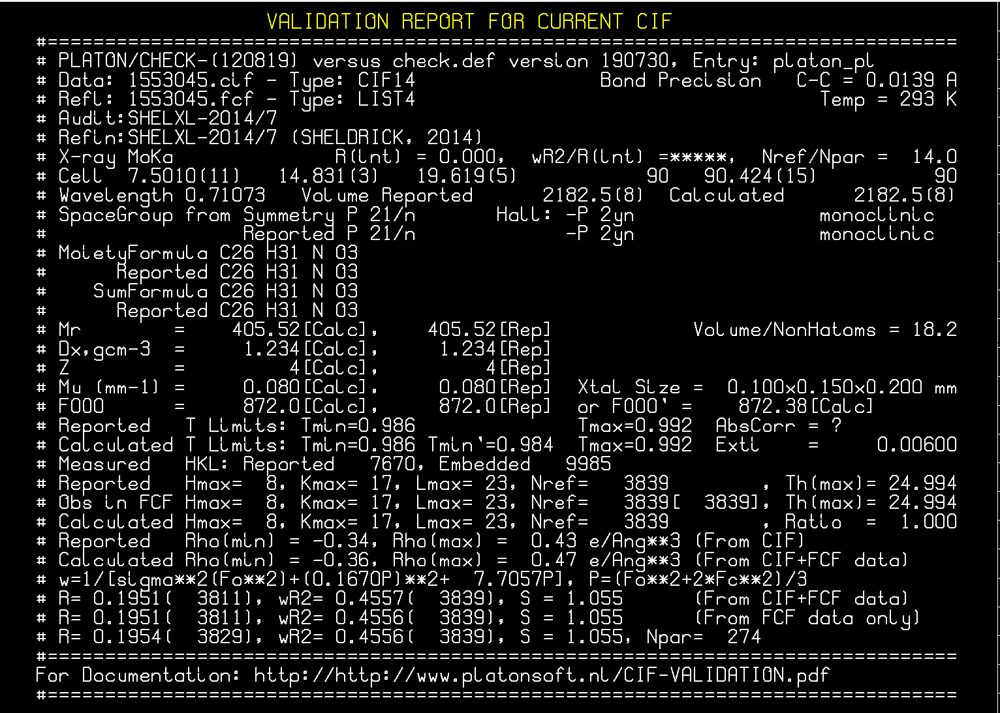 VALIDATION REPORT FOR CURRENT CIF
#===============================================================================
# PLATON/CHECK-(120819) versus check.def version 190730, Entry: platon_pl
# Data: 1553045.cif - Type: CIF14 Bond Precision C-C = 0.0139 A
# Refl: 1553045.fcf - Type: LIST4 Temp = 293 K
# Audit:SHELXL-2014/7
# Refin:SHELXL-2014/7 (SHELDRICK, 2014)
# X-ray MoKa R(int) = 0.000, wR2/R(int) =*****, Nref/Npar = 14.0
# Cell 7.5010(11) 14.831(3) 19.619(5) 90 90.424(15) 90
# Wavelength 0.71073 Volume Reported 2182.5(8) Calculated 2182.5(8)
# SpaceGroup from Symmetry P 21/n Hall: -P 2yn monoclinic
# Reported P 21/n -P 2yn monoclinic
# MoietyFormula C26 H31 N O3
# Reported C26 H31 N O3
# SumFormula C26 H31 N O3
# Reported C26 H31 N O3
# Mr = 405.52[Calc], 405.52[Rep] Volume/NonHatoms = 18.2
# Dx,gcm-3 = 1.234[Calc], 1.234[Rep]
# Z = 4[Calc], 4[Rep]
# Mu (mm-1) = 0.080[Calc], 0.080[Rep] Xtal Size = 0.100x0.150x0.200 mm
# F000 = 872.0[Calc], 872.0[Rep] or F000' = 872.38[Calc]
# Reported T Limits: Tmin=0.986 Tmax=0.992 AbsCorr = ?
# Calculated T Limits: Tmin=0.986 Tmin'=0.984 Tmax=0.992 Exti = 0.00600
# Measured HKL: Reported 7670, Embedded 9985
# Reported Hmax= 8, Kmax= 17, Lmax= 23, Nref= 3839 , Th(max)= 24.994
# Obs in FCF Hmax= 8, Kmax= 17, Lmax= 23, Nref= 3839[ 3839], Th(max)= 24.994
# Calculated Hmax= 8, Kmax= 17, Lmax= 23, Nref= 3839 , Ratio = 1.000
# Reported Rho(min) = -0.34, Rho(max) = 0.43 e/Ang**3 (From CIF)
# Calculated Rho(min) = -0.36, Rho(max) = 0.47 e/Ang**3 (From CIF+FCF data)
# w=1/[sigma**2(Fo**2)+(0.1670P)**2+ 7.7057P], P=(Fo**2+2*Fc**2)/3
# R= 0.1951( 3811), wR2= 0.4557( 3839), S = 1.055 (From CIF+FCF data)
# R= 0.1951( 3811), wR2= 0.4556( 3839), S = 1.055 (From FCF data only)
# R= 0.1954( 3829), wR2= 0.4556( 3839), S = 1.055, Npar= 274
#===============================================================================
For Documentation: http://http://www.platonsoft.nl/CIF-VALIDATION.pdf
#===============================================================================